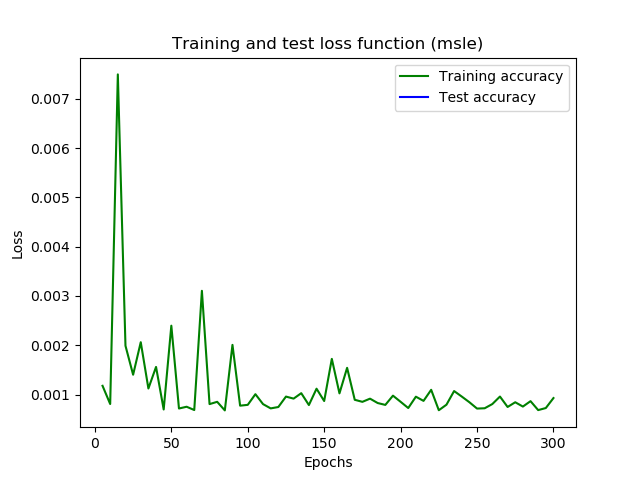 Training and test loss function (msle)
Training accuracy
Test accuracy
0.007
0.006
0.005
0.004
0.003
0.002
0.001
Loss
0 50 100 150 200 250 300
Epochs